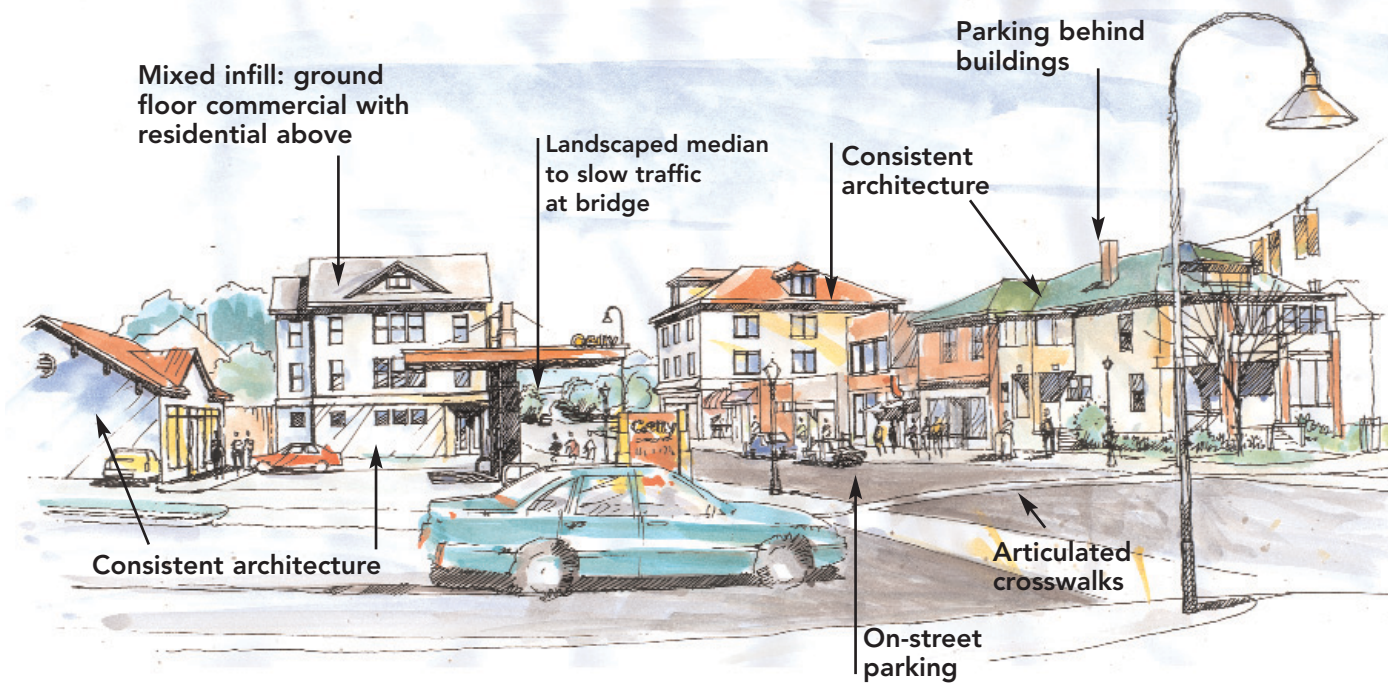 Parking behind
buildings
Mixed infill: ground
floor commercial with
residential above
Landscaped median
to slow traffic
at bridge
Consistent
architecture
Getty
Consistent architecture
Articulated
crosswalks
On-street
parking